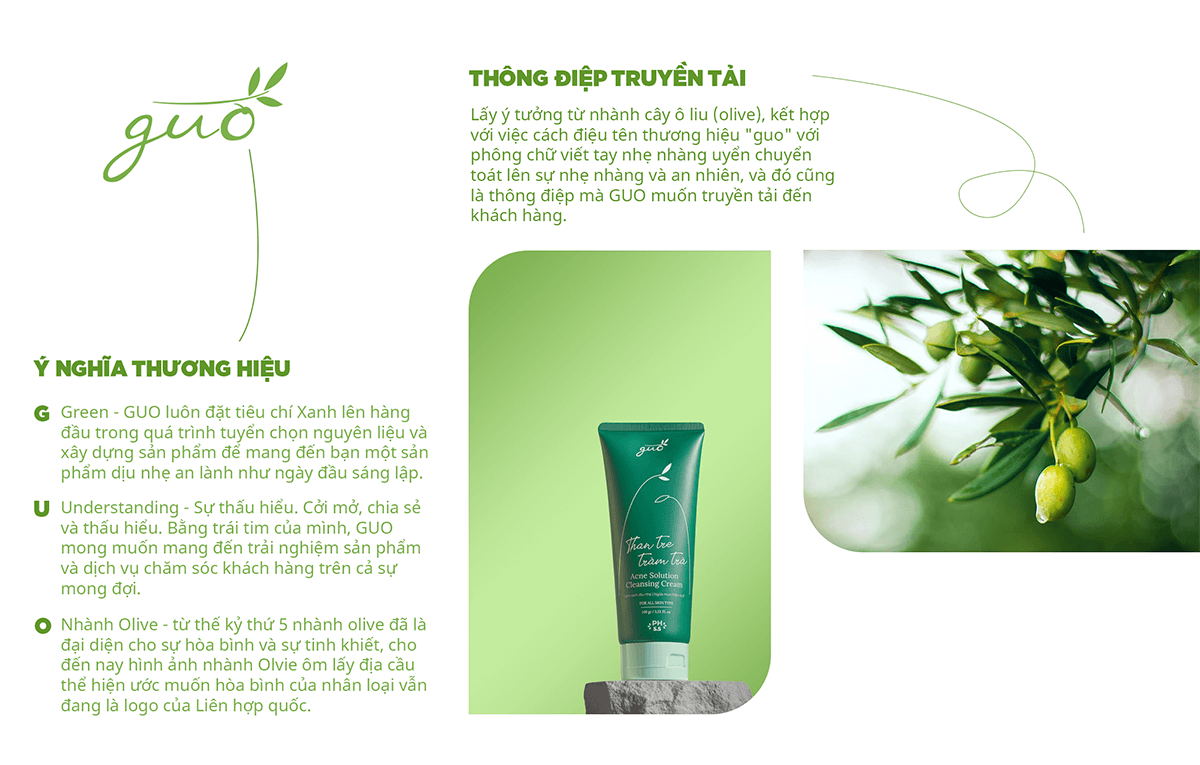 guo
Ý NGHĨA THƯƠNG HIỆU
G Green - GUO luôn đặt tiêu chí Xanh lên hàng
đầu trong quá trình tuyển chọn nguyên liệu và
xây dựng sản phẩm để mang đến bạn một sản
phẩm dịu nhẹ an lành như ngày đầu sáng lập.
U Understanding - Sự thấu hiểu. Cởi mở, chia sẻ
và thấu hiểu. Bằng trái tim của mình, GUO
mong muốn mang đến trải nghiệm sản phẩm
và dịch vụ chăm sóc khách hàng trên cả sự
mong đợi.
O Nhành Olive - từ thế kỷ thứ 5 nhành olive đã là
đại diện cho sự hòa bình và sự tinh khiết, cho
đến nay hình ảnh nhành Olvie ôm lấy địa cầu
thể hiện ước muốn hòa bình của nhân loại vẫn
đang là logo của Liên hợp quốc.
THÔNG ĐIỆP TRUYỀN TẢI
Lấy ý tưởng từ nhành cây ô liu (olive), kết hợp
với việc cách điệu tên thương hiệu "guo" với
phông chữ viết tay nhẹ nhàng uyển chuyển
toát lên sự nhẹ nhàng và an nhiên, và đó cũng
là thông điệp mà GUO muốn truyền tải đến
khách hàng.
guo
Than tre
tràm trà
Acne Solution
Cleansing Cream
FOR ALL SKIN TYPE
PH
5.5